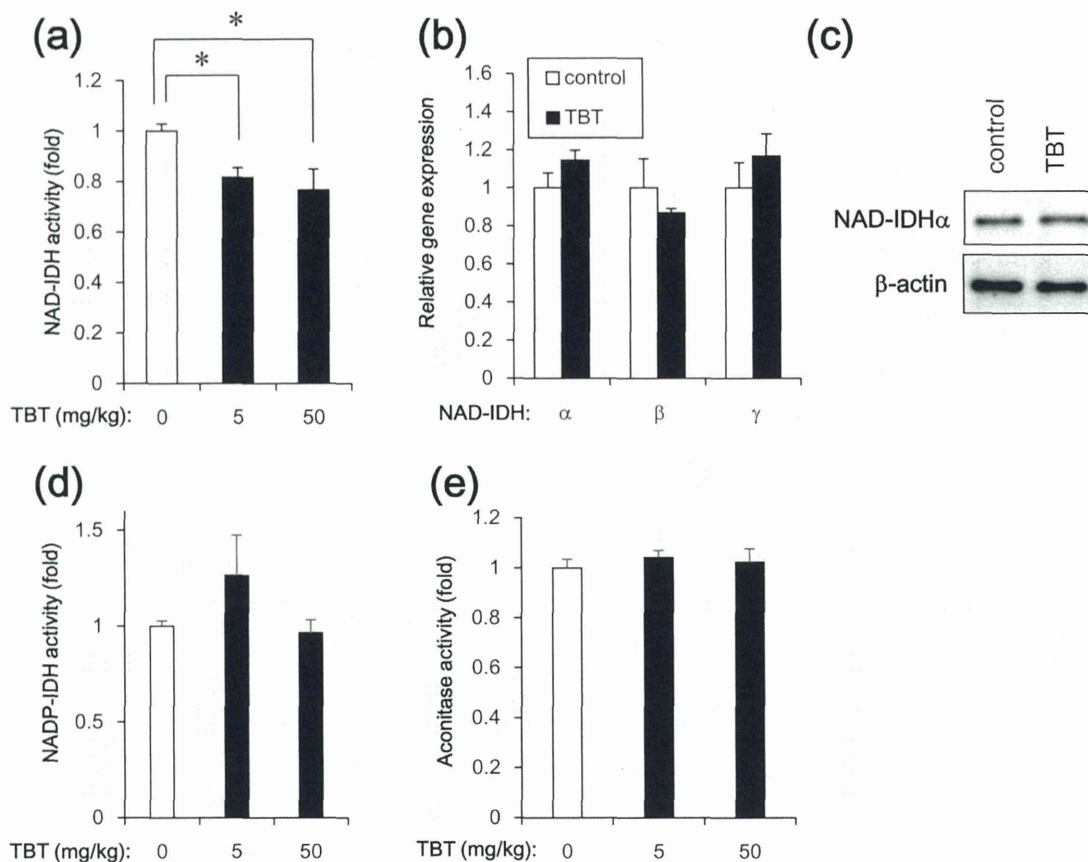 (a)
*
*
1.2
1
0.8
0.6
0.4
0.2
0
NAD-IDH activity (fold)
TBT (mg/kg): 0 5 50
(b)
1.6
1.4
1.2
1
0.8
0.6
0.4
0.2
0
Relative gene expression
control
TBT
NAD-IDH: α β γ
(c)
control
TBT
NAD-IDHα
β-actin
(d)
1.5
1
0.5
0
NADP-IDH activity (fold)
TBT (mg/kg): 0 5 50
(e)
1.2
1
0.8
0.6
0.4
0.2
0
Aconitase activity (fold)
TBT (mg/kg): 0 5 50